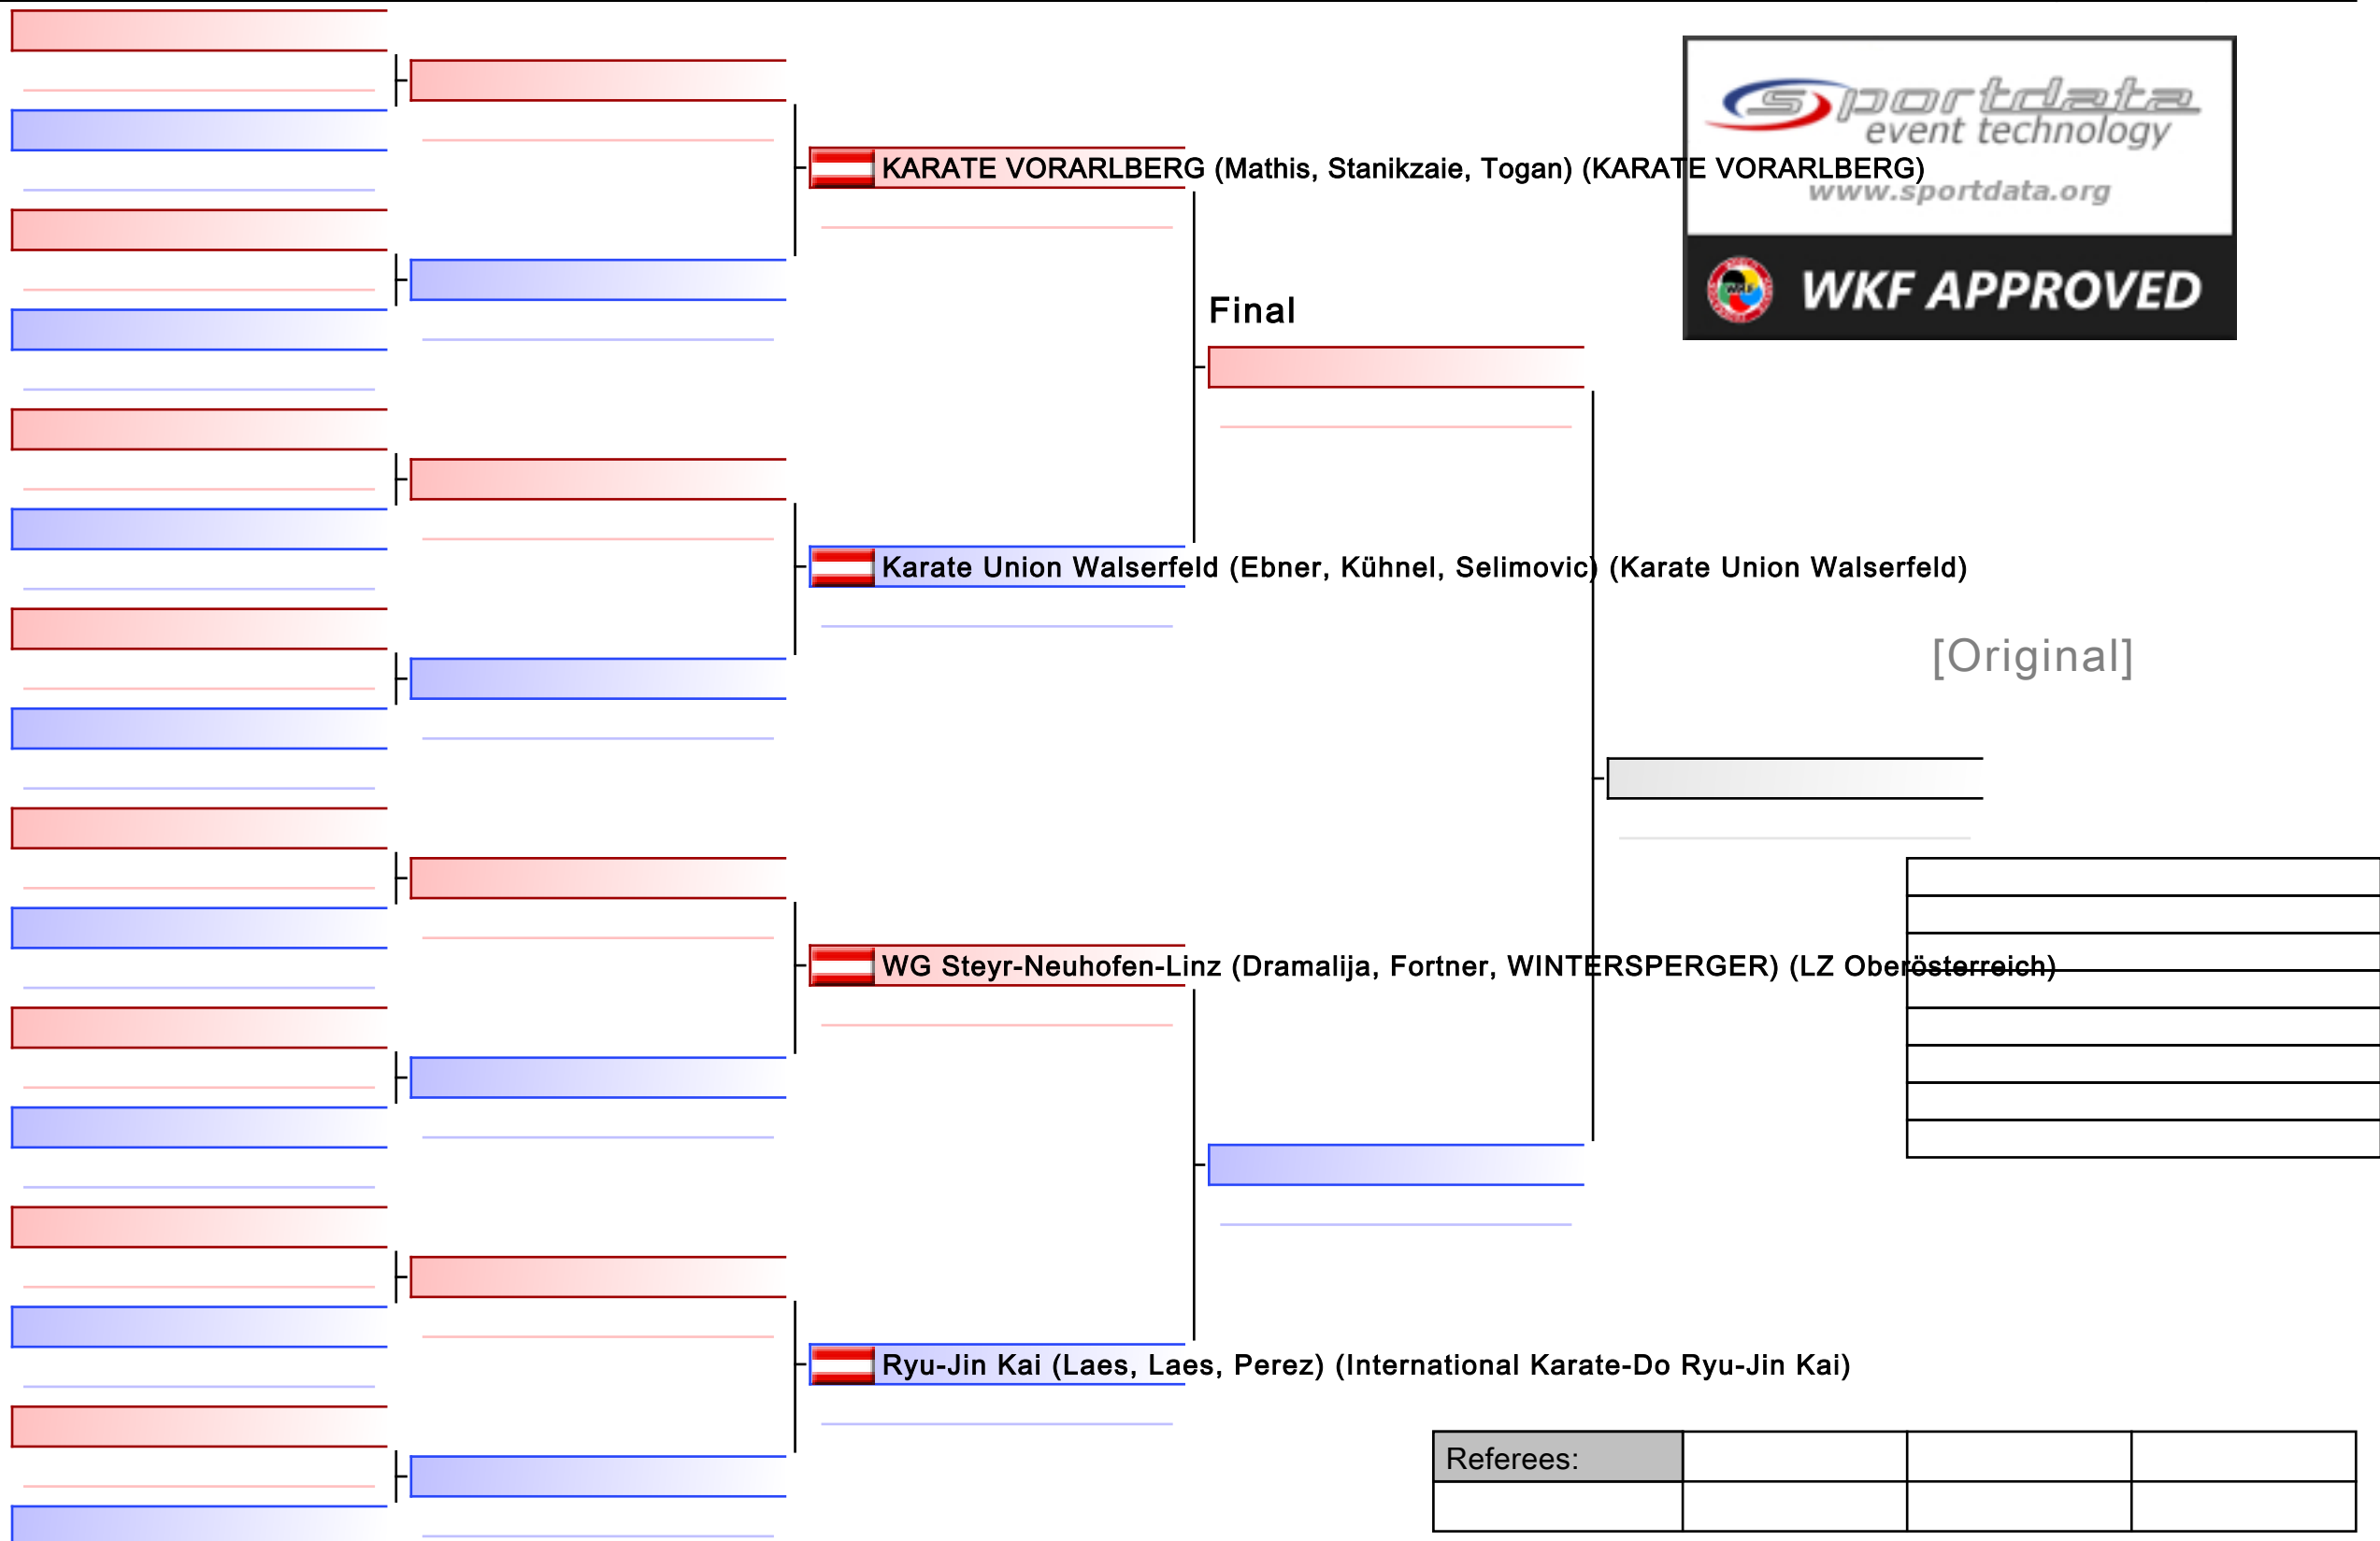 sportdata
event technology
www.sportdata.org
WKF
WKF APPROVED
KARATE VORARLBERG (Mathis, Stanikzaie, Togan) (KARATE VORARLBERG)
Final
Karate Union Walserfeld (Ebner, Kühnel, Selimovic) (Karate Union Walserfeld)
[Original]
WG Steyr-Neuhofen-Linz (Dramalija, Fortner, WINTERSPERGER) (LZ Oberösterreich)
Ryu-Jin Kai (Laes, Laes, Perez) (International Karate-Do Ryu-Jin Kai)
Referees: